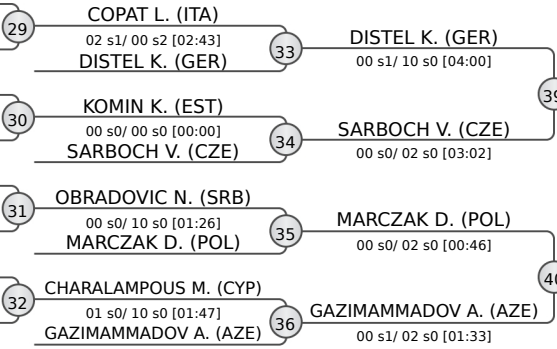 COPAT L. (ITA)
29
02 s1/ 00 s2 [02:43]
33
DISTEL K. (GER)
DISTEL K. (GER)
00 s1/ 10 s0 [04:00]
39
KOMIN K. (EST)
30
00 s0/ 00 s0 [00:00]
34
SARBOCH V. (CZE)
SARBOCH V. (CZE)
00 s0/ 02 s0 [03:02]
OBRADOVIC N. (SRB)
31
00 s0/ 10 s0 [01:26]
35
MARCZAK D. (POL)
MARCZAK D. (POL)
00 s0/ 02 s0 [00:46]
40
CHARALAMPOUS M. (CYP)
32
01 s0/ 10 s0 [01:47]
36
GAZIMAMMADOV A. (AZE)
GAZIMAMMADOV A. (AZE)
00 s1/ 02 s0 [01:33]